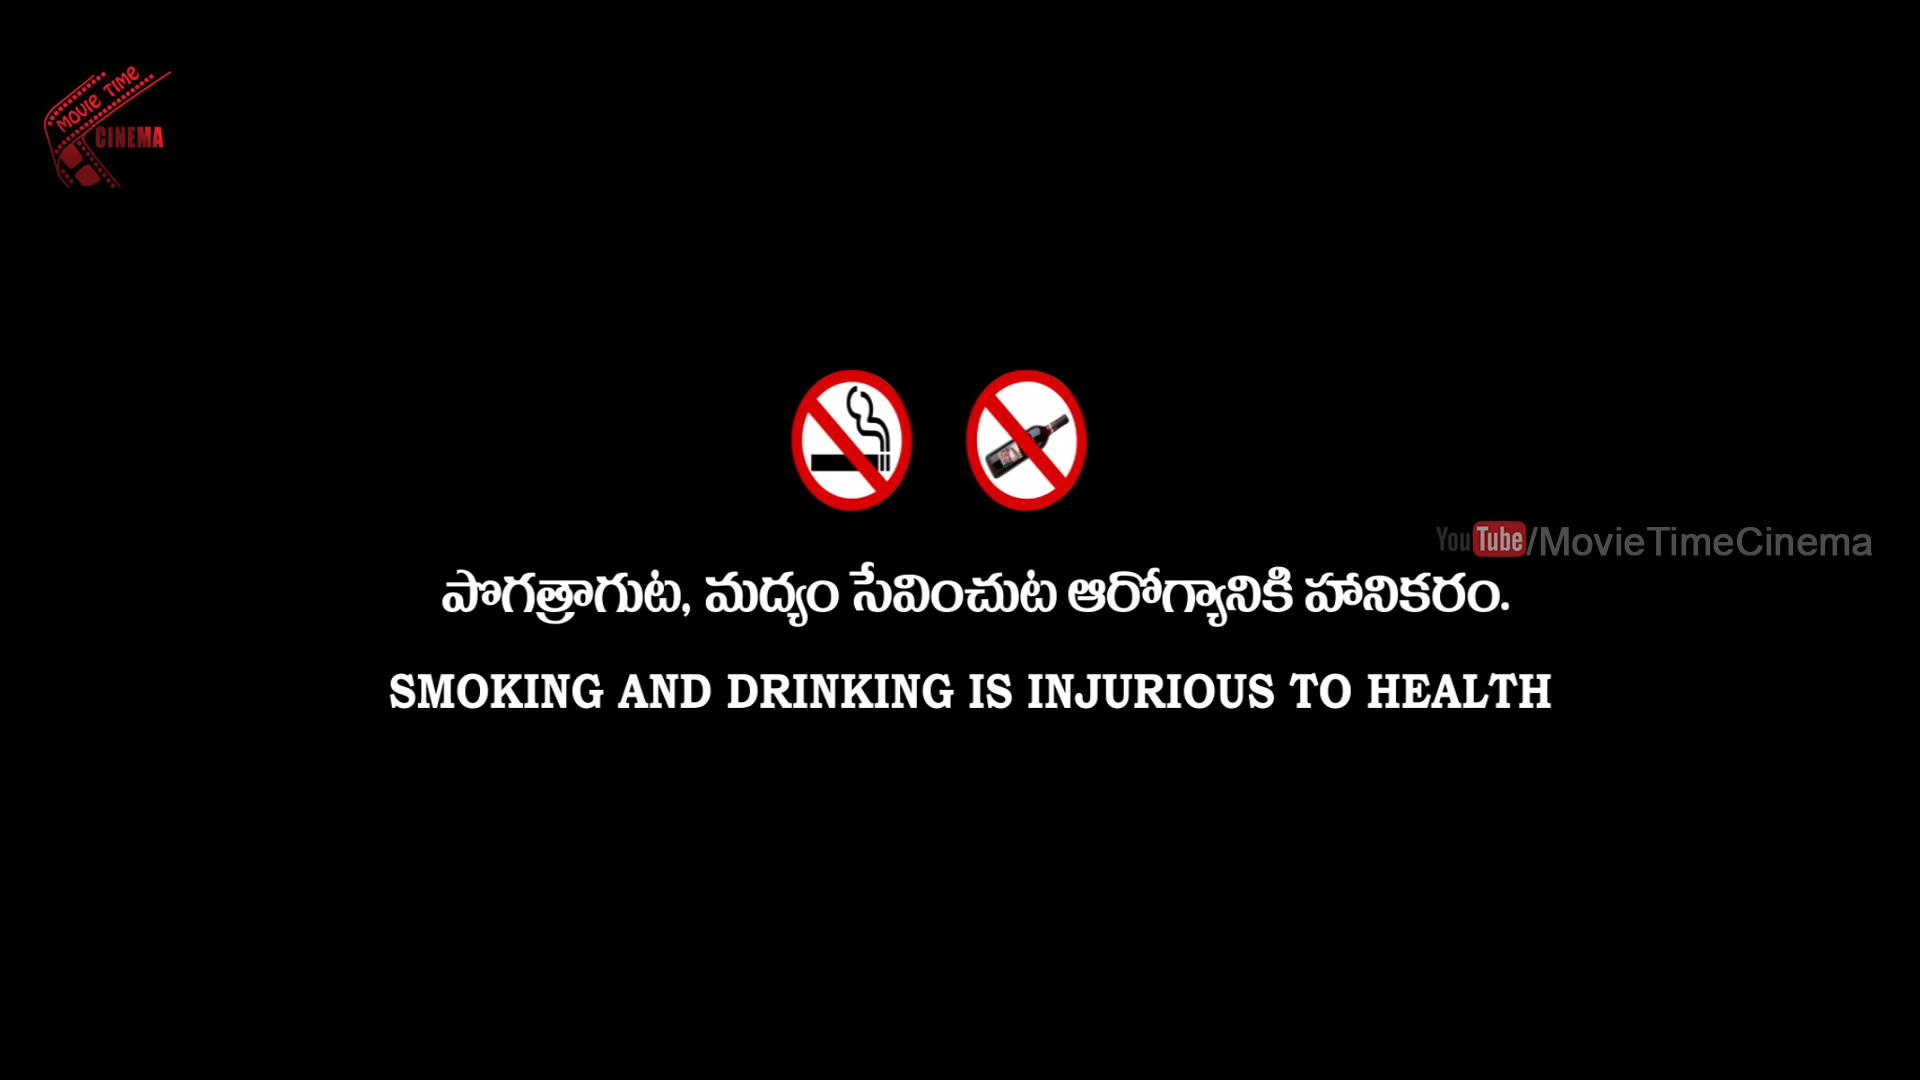 MOVIE TIME
CINEMA
YouTube/MovieTimeCinema
పొగత్రాగుట, మద్యం సేవించుట ఆరోగ్యానికి హానికరం.
SMOKING AND DRINKING IS INJURIOUS TO HEALTH